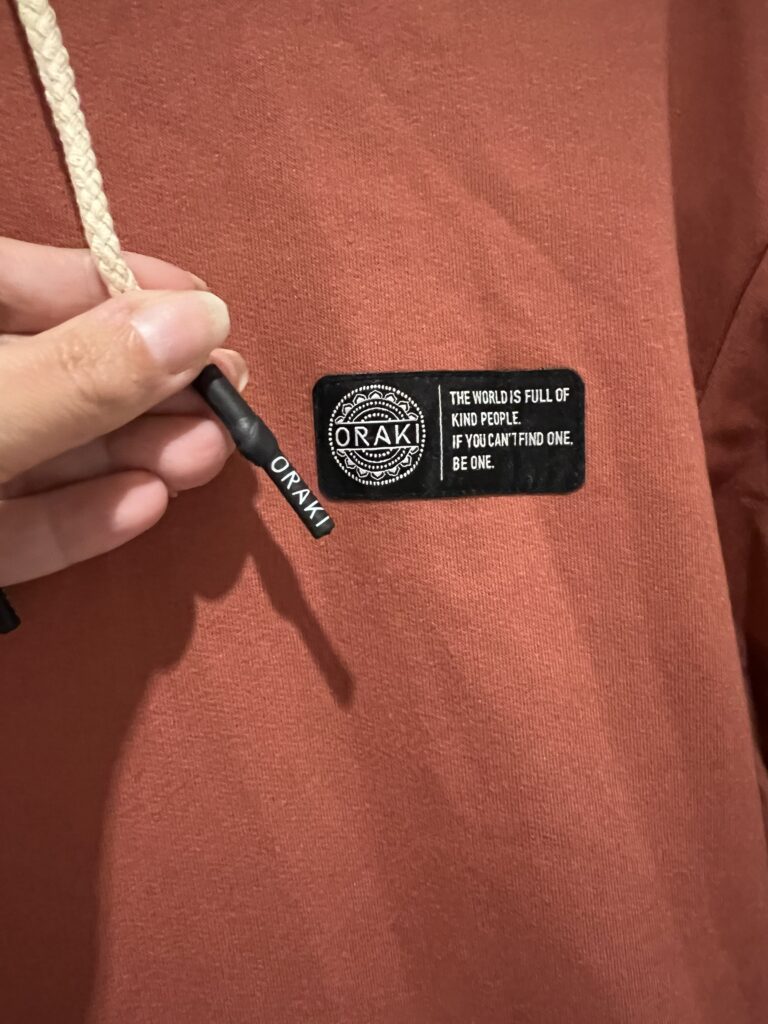 ORAKI
THE WORLD IS FULL OF
KIND PEOPLE.
IF YOU CAN'T FIND ONE,
BE ONE.
ORAKI